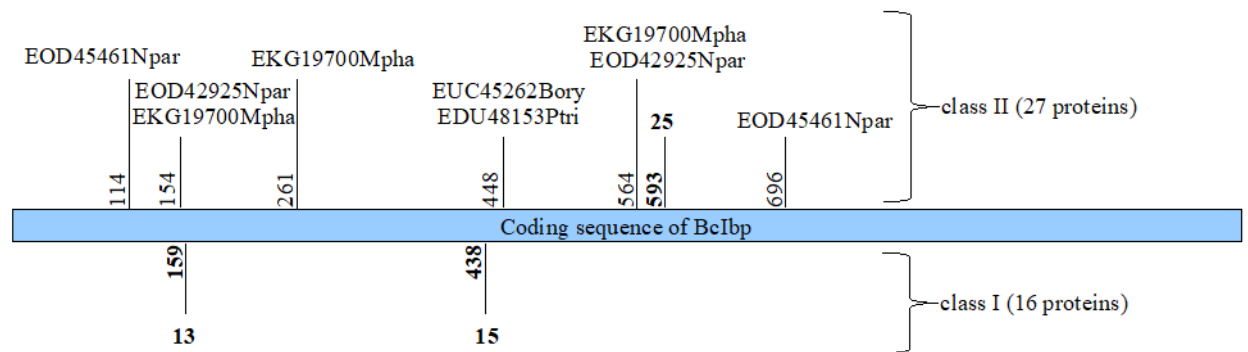 EKG19700Mpha
EOD45461Npar
EKG19700Mpha
EOD42925Npar
EOD42925Npar
EKG19700Mpha
EUC45262Bory
EDU48153Ptri
25
EOD45461Npar
class II (27 proteins)
114
154
261
448
564
593
696
Coding sequence of BcIbp
159
438
class I (16 proteins)
13
15